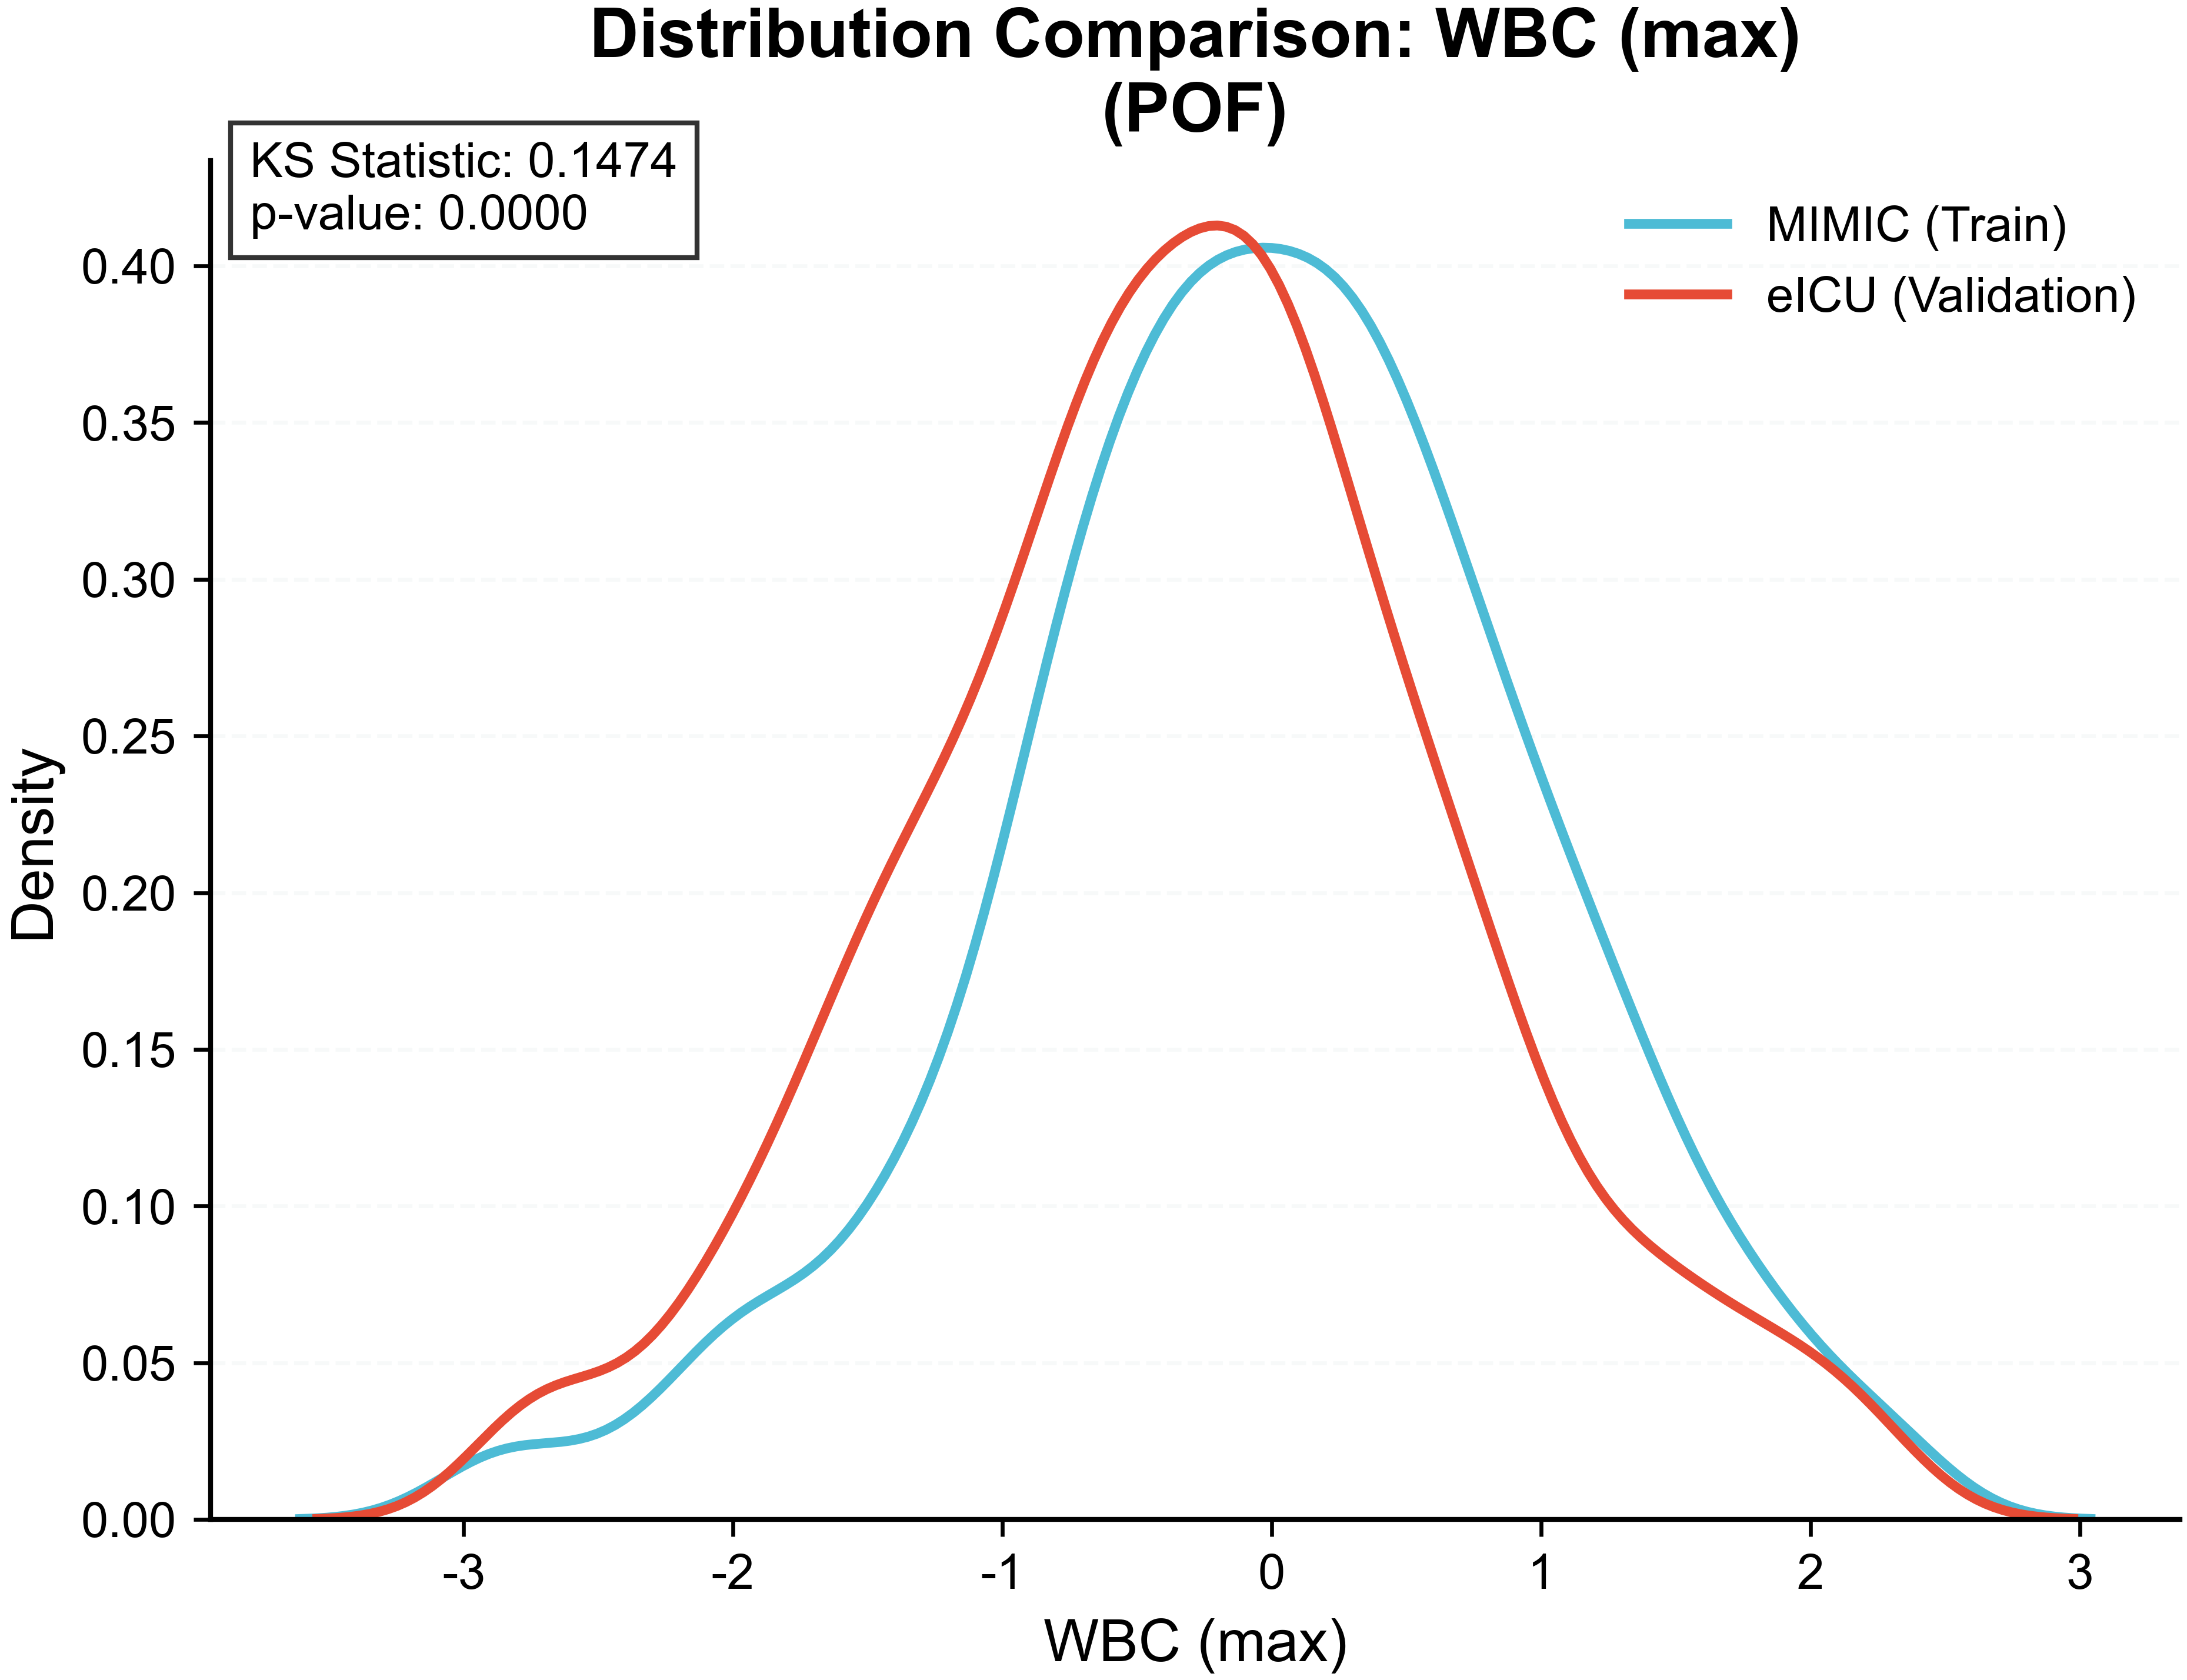 Distribution Comparison: WBC (max)
(POF)
KS Statistic: 0.1474
p-value: 0.0000
MIMIC (Train)
eICU (Validation)
0.40
0.35
0.30
0.25
0.20
0.15
0.10
0.05
0.00
Density
-3
-2
-1
0
1
2
3
WBC (max)